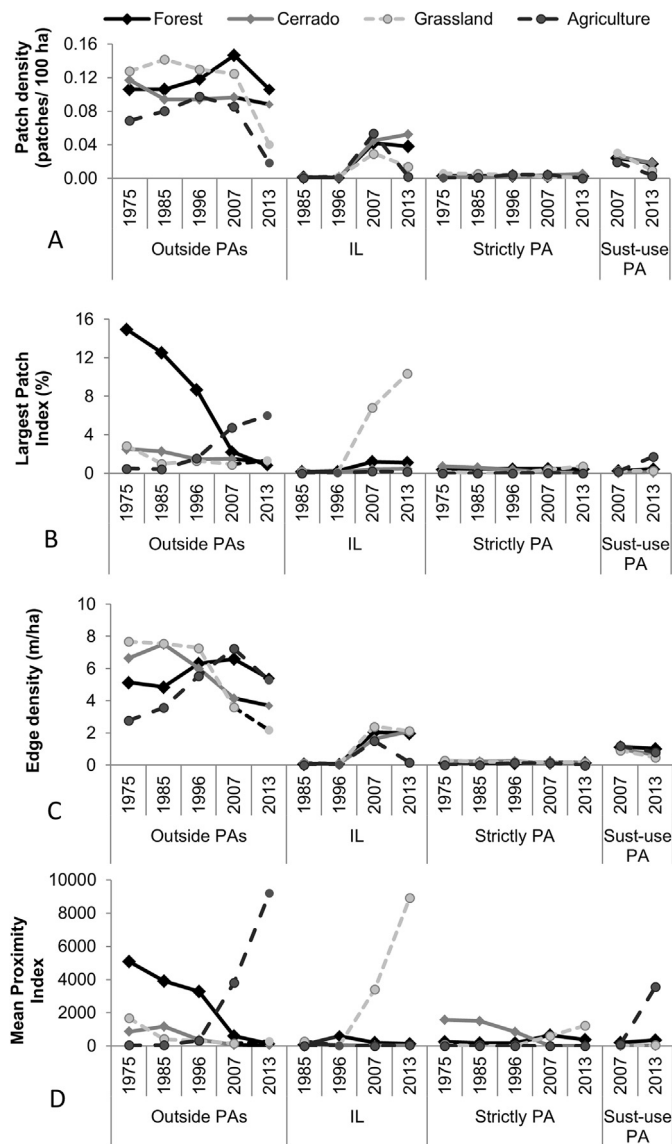 Forest Cerrado Grassland Agriculture
Patch density
(patches/ 100 ha)
0.16
0.12
0.08
0.04
0.00
1975 1985 1996 2007 2013 1985 1996 2007 2013 1975 1985 1996 2007 2013 2007 2013
Outside PAs IL Strictly PA Sust-use
PA
A
Largest Patch
Index (%)
16
12
8
4
0
1975 1985 1996 2007 2013 1985 1996 2007 2013 1975 1985 1996 2007 2013 2007 2013
Outside PAs IL Strictly PA Sust-use
PA
B
Edge density (m/ha)
10
8
6
4
2
0
1975 1985 1996 2007 2013 1985 1996 2007 2013 1975 1985 1996 2007 2013 2007 2013
Outside PAs IL Strictly PA Sust-use
PA
C
Mean Proximity
Index
10000
8000
6000
4000
2000
0
1975 1985 1996 2007 2013 1985 1996 2007 2013 1975 1985 1996 2007 2013 2007 2013
Outside PAs IL Strictly PA Sust-use
PA
D